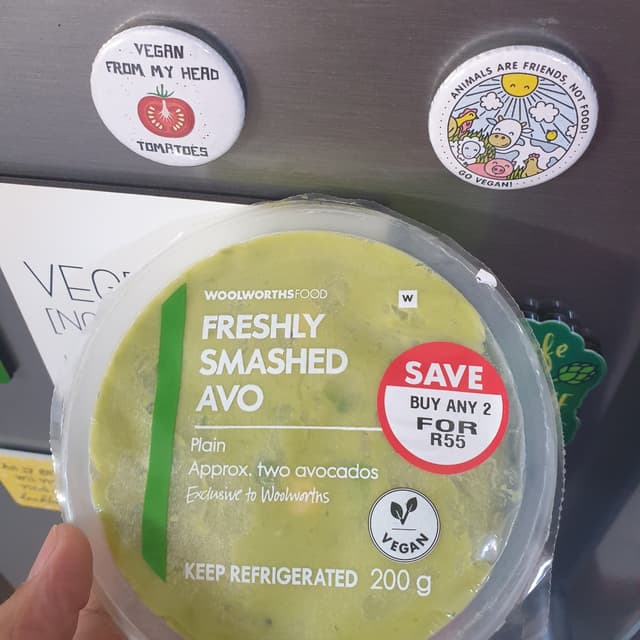 VEGAN
FROM MY HEAD
TOMATOES
ANIMALS ARE FRIENDS, NOT FOOD!
GO VEGAN!
WOOLWORTHSFOOD
W
FRESHLY
SMASHED
AVO
SAVE
BUY ANY 2
FOR
R55
Plain
Approx. two avocados
Exclusive to Woolworths
VEGAN
KEEP REFRIGERATED 200 g